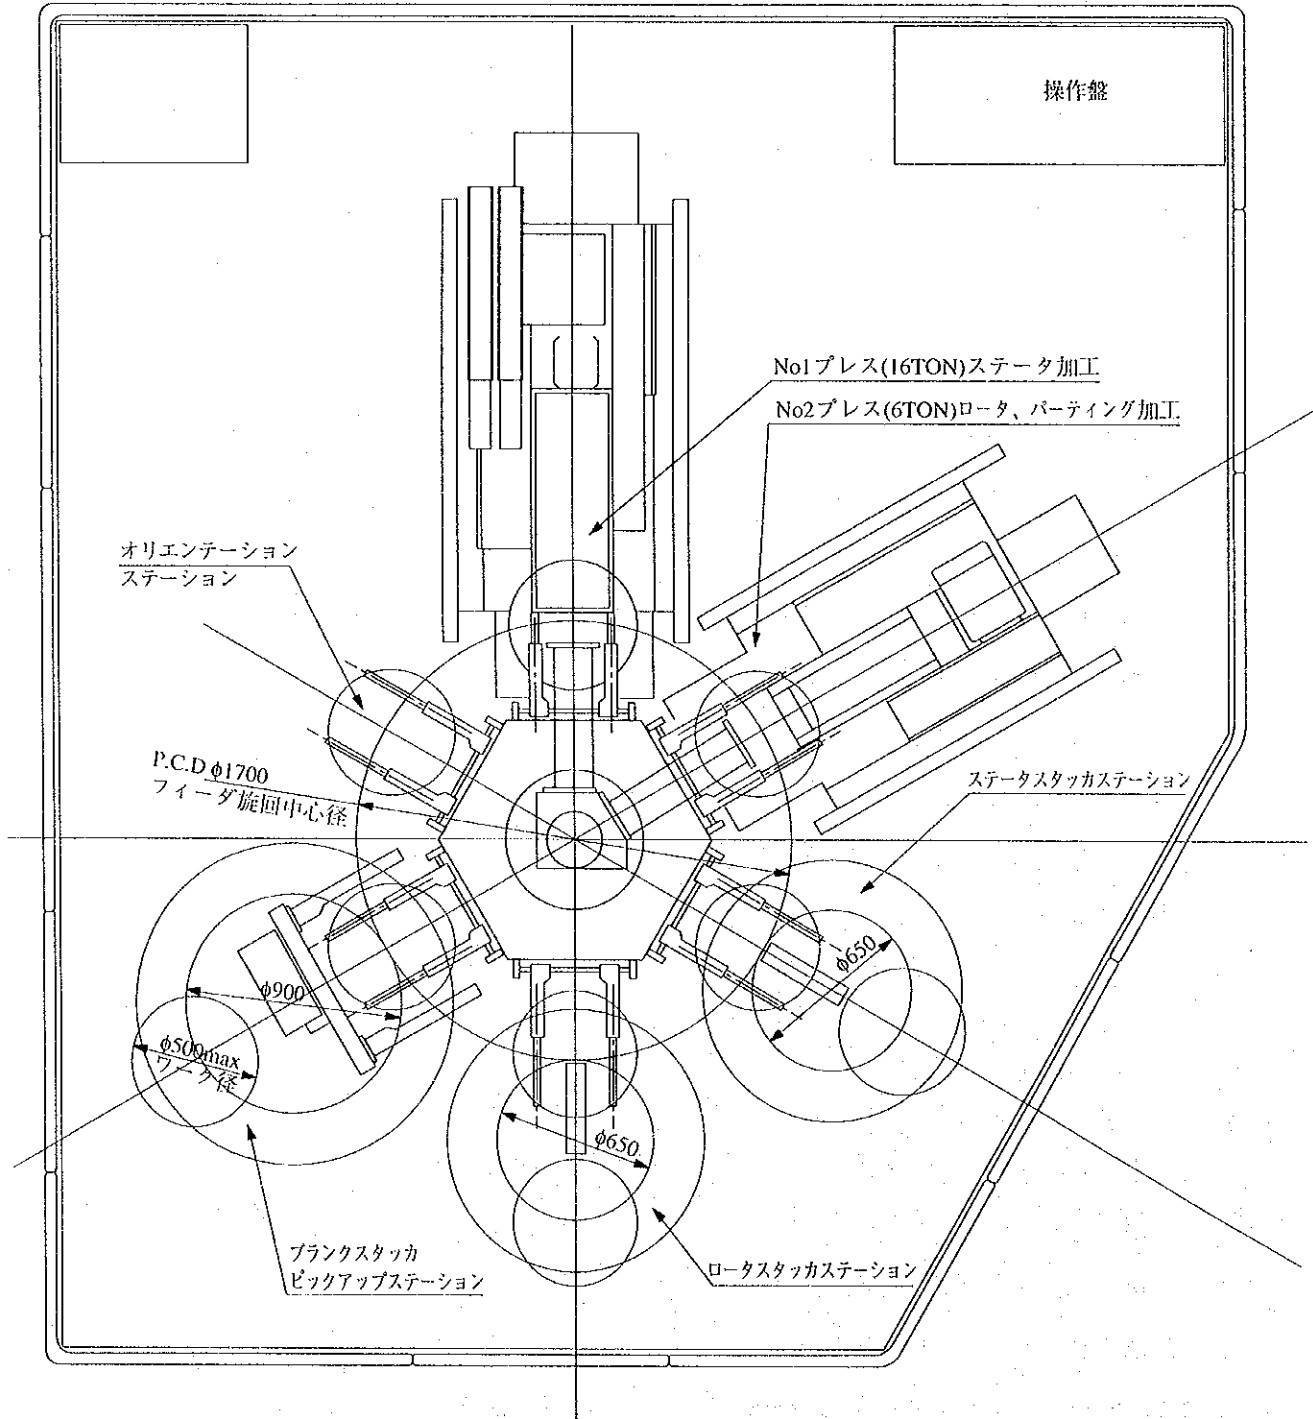 操作盤
No1プレス(16TON)ステータ加工
No2プレス(6TON)ロータ、パーティング加工
オリエンテーション
ステーション
P.C.D φ1700
フィーダ旋回中心径
ステータスタッカステーション
φ650
φ900
φ500max
ワーク径
φ650
ブランクスタッカ
ピックアップステーション
ロータスタッカステーション